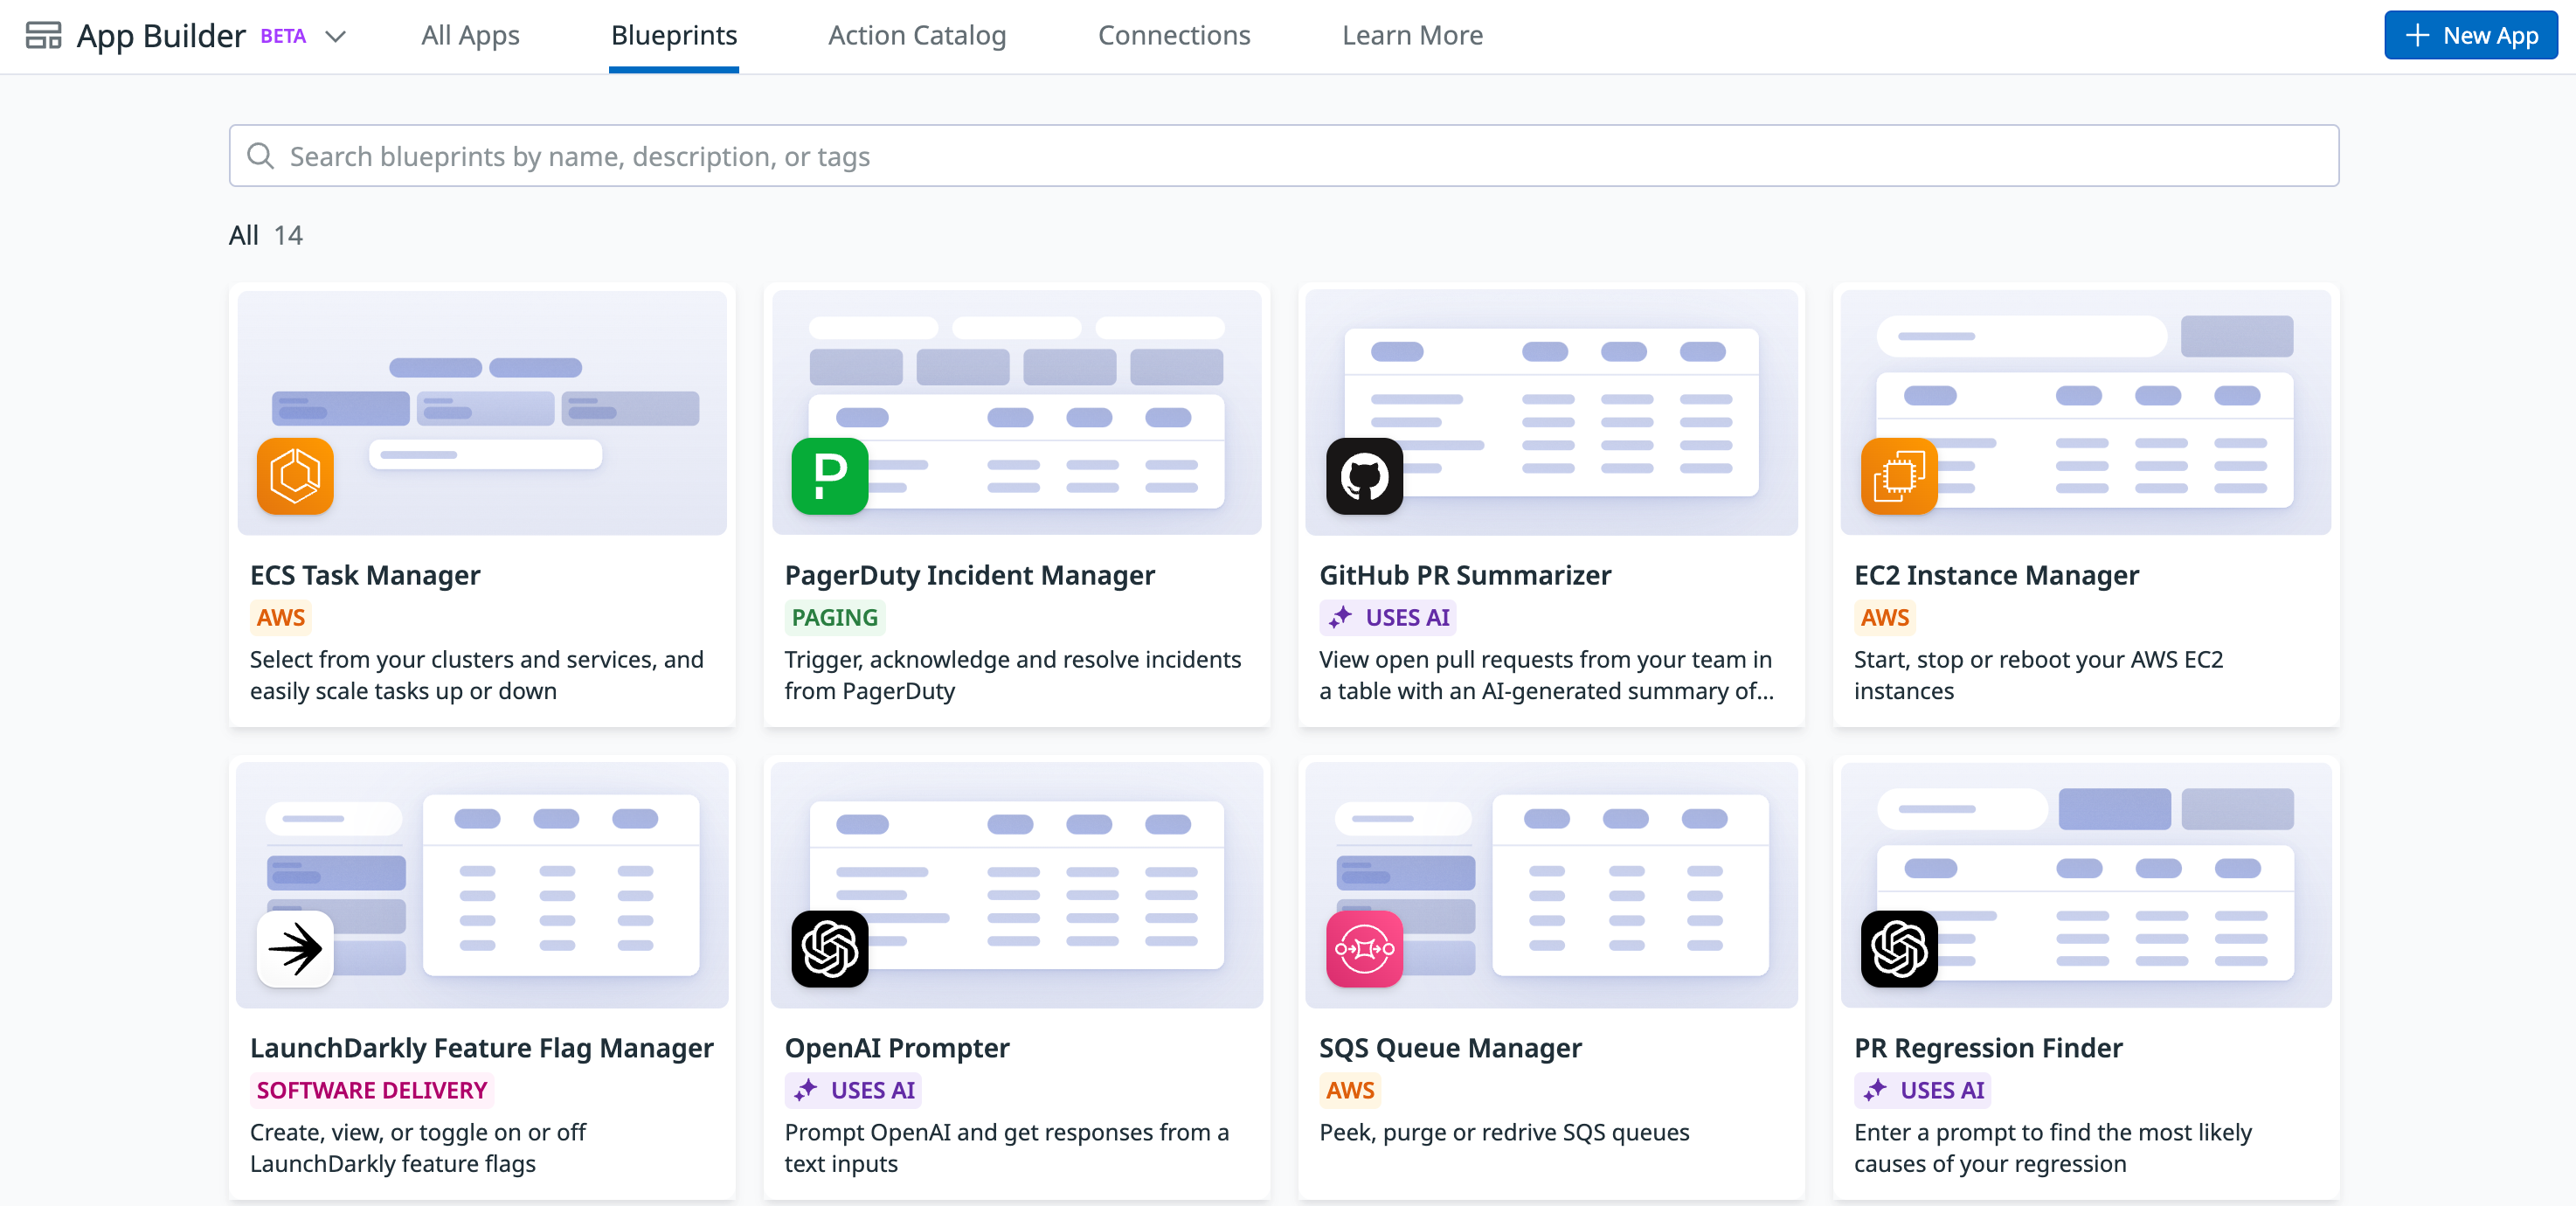 App Builder BETA
All Apps
Blueprints
Action Catalog
Connections
Learn More
New App
Search blueprints by name, description, or tags
All 14
ECS Task Manager
AWS
Select from your clusters and services, and
easily scale tasks up or down
PagerDuty Incident Manager
PAGING
Trigger, acknowledge and resolve incidents
from PagerDuty
GitHub PR Summarizer
USES AI
View open pull requests from your team in
a table with an AI-generated summary of...
EC2 Instance Manager
AWS
Start, stop or reboot your AWS EC2
instances
LaunchDarkly Feature Flag Manager
SOFTWARE DELIVERY
Create, view, or toggle on or off
LaunchDarkly feature flags
OpenAI Prompter
USES AI
Prompt OpenAI and get responses from a
text inputs
SQS Queue Manager
AWS
Peek, purge or redrive SQS queues
PR Regression Finder
USES AI
Enter a prompt to find the most likely
causes of your regression